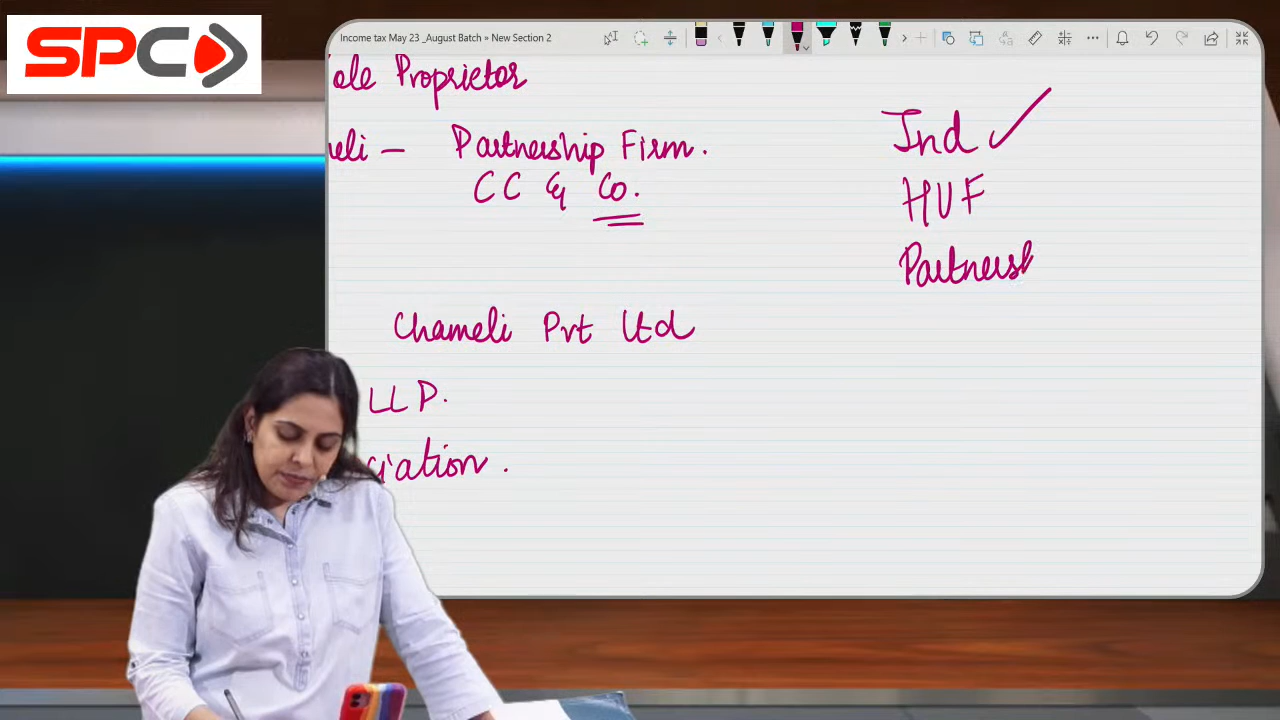 SPC
Income tax May 23 _August Batch » New Section 2
ole Proprietor
eli – Partnership Firm.
CC & Co.
Chameli Pvt Ltd
LLP.
ciation.
Ind ✓
HUF
Partnersh